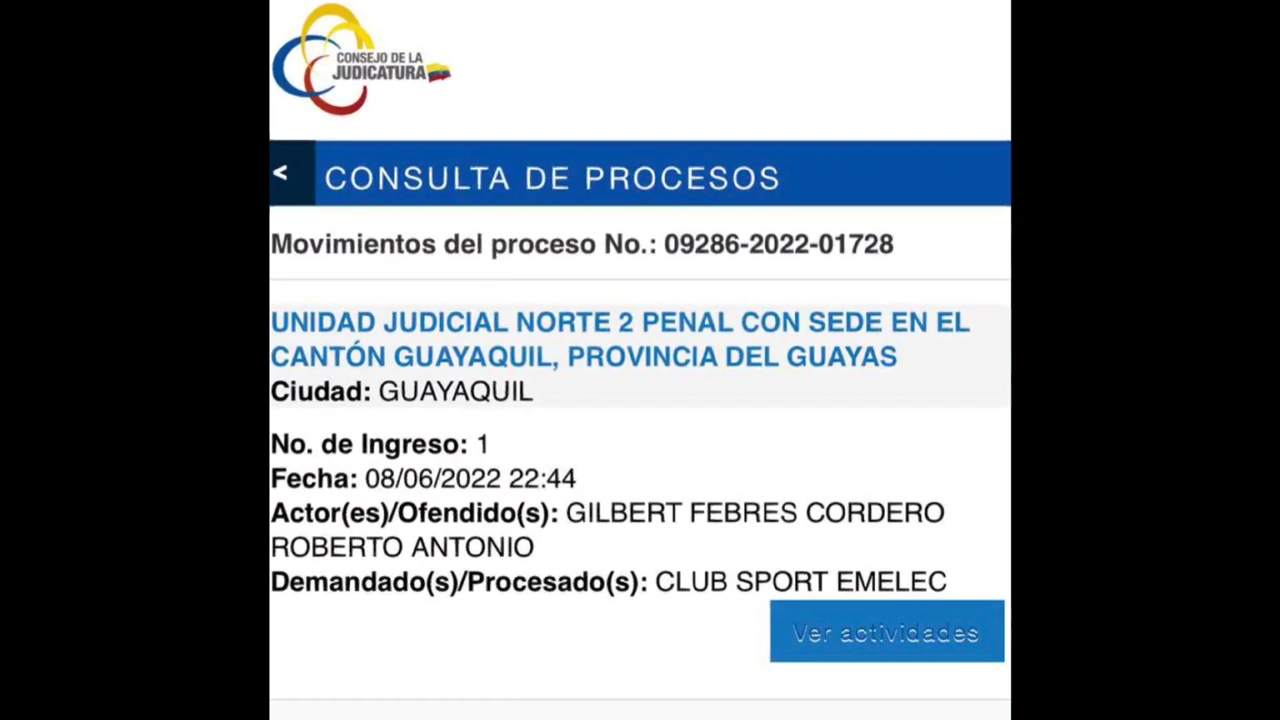 CONSEJO DE LA
JUDICATURA
< CONSULTA DE PROCESOS
Movimientos del proceso No.: 09286-2022-01728
UNIDAD JUDICIAL NORTE 2 PENAL CON SEDE EN EL
CANTÓN GUAYAQUIL, PROVINCIA DEL GUAYAS
Ciudad: GUAYAQUIL
No. de Ingreso: 1
Fecha: 08/06/2022 22:44
Actor(es)/Ofendido(s): GILBERT FEBRES CORDERO
ROBERTO ANTONIO
Demandado(s)/Procesado(s): CLUB SPORT EMELEC
Ver actividades